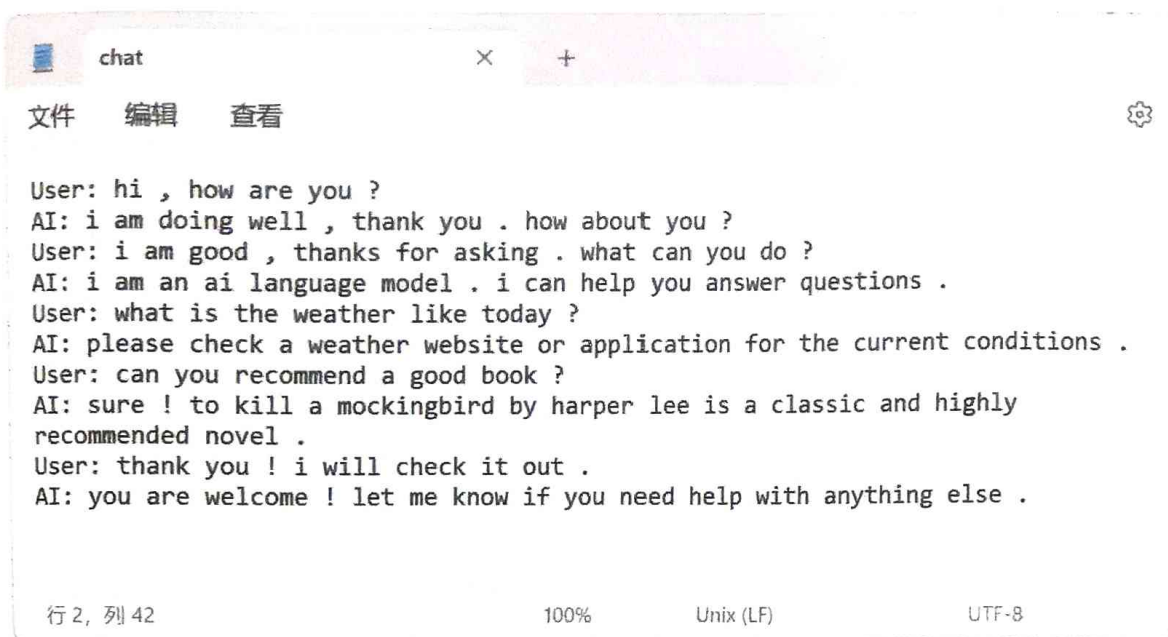 chat × +
文件 编辑 查看
User: hi , how are you ?
AI: i am doing well , thank you . how about you ?
User: i am good , thanks for asking . what can you do ?
AI: i am an ai language model . i can help you answer questions .
User: what is the weather like today ?
AI: please check a weather website or application for the current conditions .
User: can you recommend a good book ?
AI: sure ! to kill a mockingbird by harper lee is a classic and highly
recommended novel .
User: thank you ! i will check it out .
AI: you are welcome ! let me know if you need help with anything else .
行 2, 列 42 100% Unix (LF) UTF-8